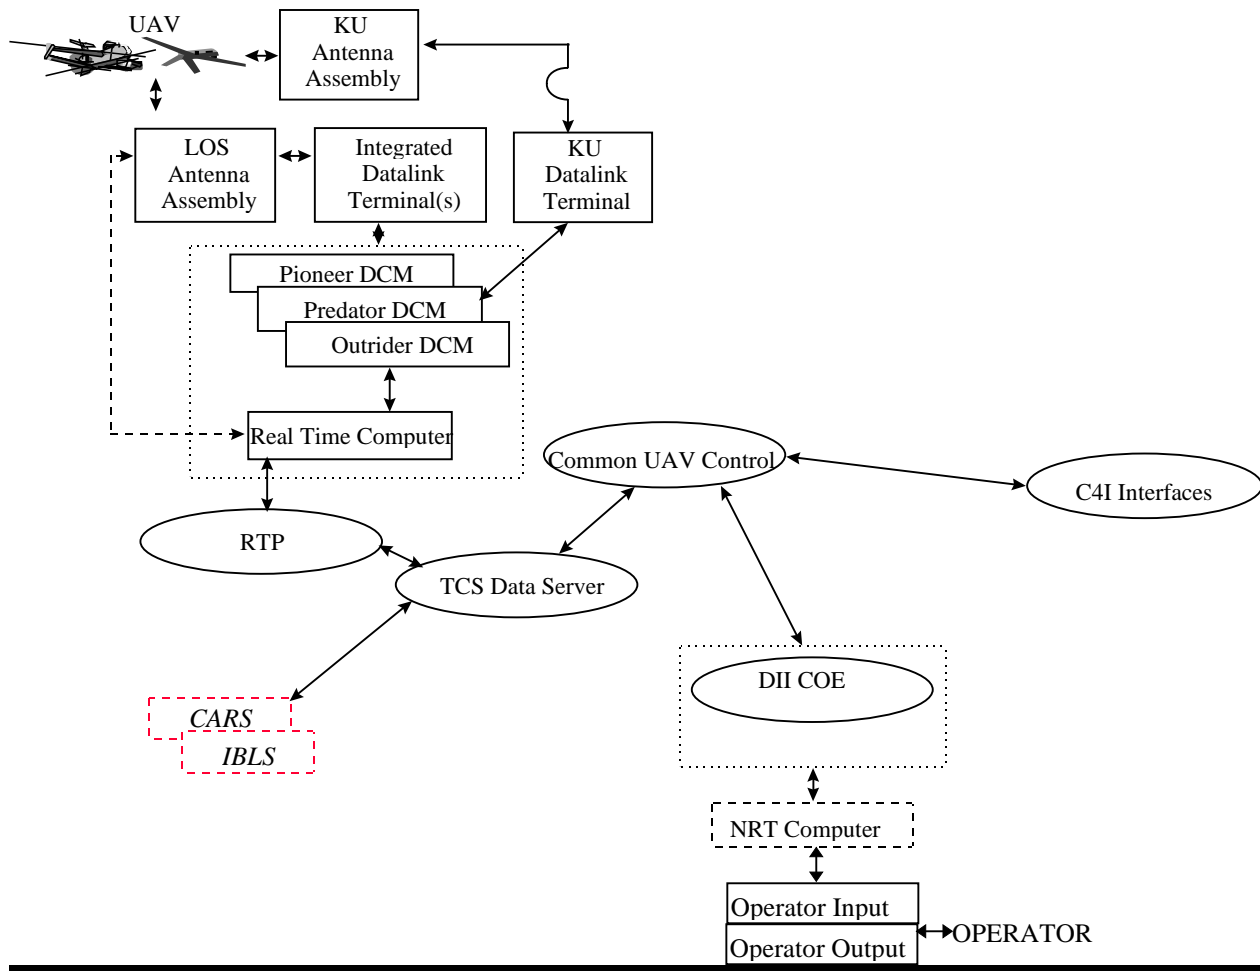 UAV
KU
Antenna
Assembly
LOS
Antenna
Assembly
Integrated
Datalink
Terminal(s)
KU
Datalink
Terminal
Pioneer DCM
Predator DCM
Outrider DCM
Real Time Computer
Common UAV Control
C4I Interfaces
RTP
TCS Data Server
DII COE
CARS
IBLS
NRT Computer
Operator Input
Operator Output
OPERATOR